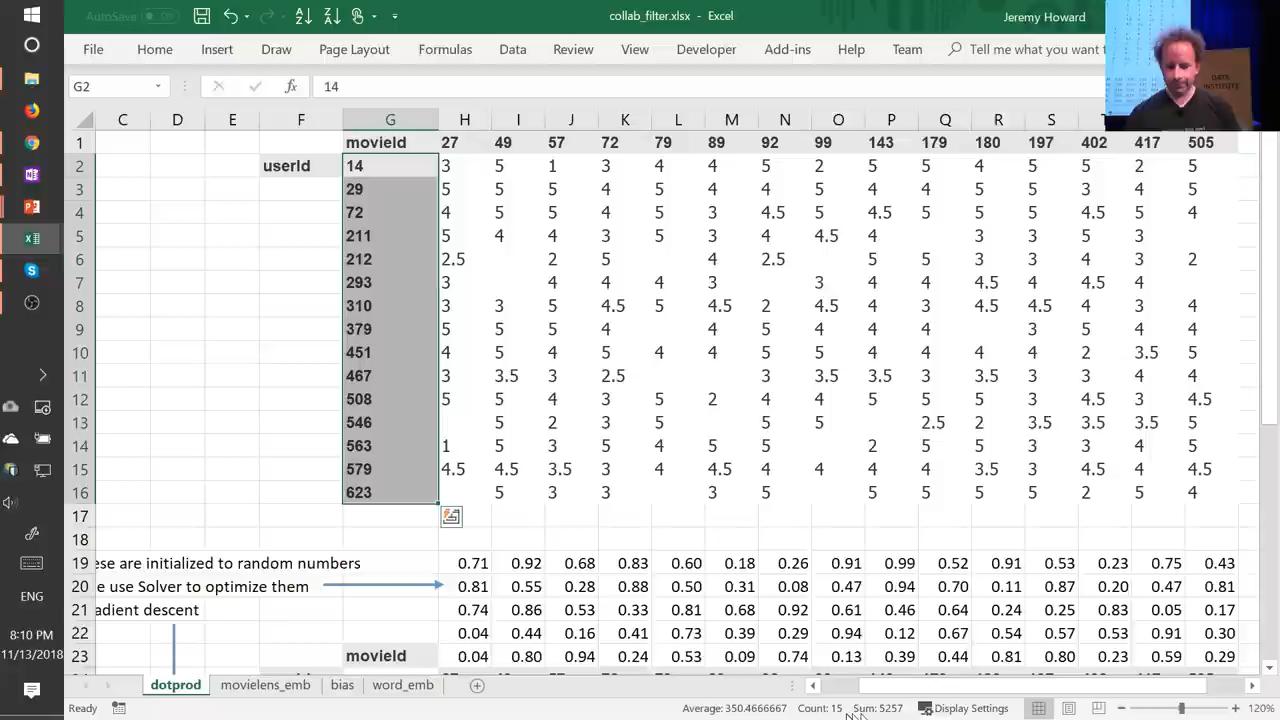 AutoSave Off
collab_filter.xlsx - Excel
Jeremy Howard
File Home Insert Draw Page Layout Formulas Data Review View Developer Add-ins Help Team Tell me what you want
G2 fx 14
C D E F G H I J K L M N O P Q R S T
1 movieId 27 49 57 72 79 89 92 99 143 179 180 197 402 417 505
2 userId 14 3 5 1 3 4 4 5 2 5 5 4 5 5 2 5
3 29 5 5 5 4 5 4 4 5 4 4 5 5 3 4 5
4 72 4 5 5 4 5 3 4.5 5 4.5 5 5 5 4.5 5 4
5 211 5 4 4 3 5 3 4 4.5 4 3 3 5 3
6 212 2.5 2 5 4 2.5 5 5 3 3 4 3 2
7 293 3 4 4 4 3 3 4 4 4.5 4 4.5 4
8 310 3 3 5 4.5 5 4.5 2 4.5 4 3 4.5 4.5 4 3 4
9 379 5 5 5 4 4 5 4 4 4 3 5 4 4
10 451 4 5 4 5 4 4 5 5 4 4 4 4 2 3.5 5
11 467 3 3.5 3 2.5 3 3.5 3.5 3 3.5 3 3 4 4
12 508 5 5 4 3 5 2 4 4 5 5 5 3 4.5 3 4.5
13 546 5 2 3 5 5 5 2.5 2 3.5 3.5 3.5 5
14 563 1 5 3 5 4 5 5 2 5 5 3 3 4 5
15 579 4.5 4.5 3.5 3 4 4.5 4 4 4 4 3.5 3 4.5 4 4.5
16 623 5 3 3 3 5 5 5 5 5 2 5 4
17
18
19 ese are initialized to random numbers 0.71 0.92 0.68 0.83 0.60 0.18 0.26 0.91 0.99 0.52 0.91 0.53 0.23 0.75 0.43
20 e use Solver to optimize them 0.81 0.55 0.28 0.88 0.50 0.31 0.08 0.47 0.94 0.70 0.11 0.87 0.20 0.47 0.81
21 adient descent 0.74 0.86 0.53 0.33 0.81 0.68 0.92 0.61 0.46 0.64 0.24 0.25 0.83 0.05 0.17
22 0.04 0.44 0.16 0.41 0.73 0.39 0.29 0.94 0.12 0.67 0.54 0.57 0.53 0.91 0.30
23 movieId 0.04 0.80 0.94 0.24 0.53 0.09 0.74 0.13 0.39 0.44 0.81 0.80 0.23 0.59 0.29
dotprod movielens_emb bias word_emb
Ready Average: 350.4666667 Count: 15 Sum: 5257 Display Settings 120%
ENG
8:10 PM
11/13/2018
DATA
INSTITUTE